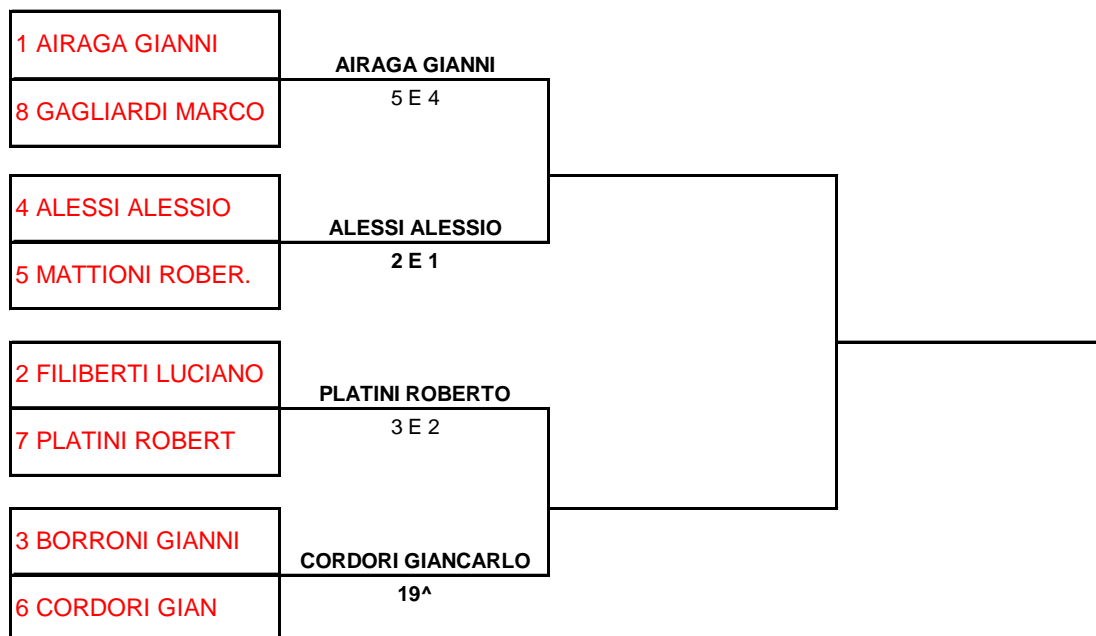 1 AIRAGA GIANNI
AIRAGA GIANNI
5 E 4
8 GAGLIARDI MARCO
4 ALESSI ALESSIO
ALESSI ALESSIO
2 E 1
5 MATTIONI ROBER.
2 FILIBERTI LUCIANO
PLATINI ROBERTO
3 E 2
7 PLATINI ROBERT
3 BORRONI GIANNI
CORDORI GIANCARLO
19^
6 CORDORI GIAN